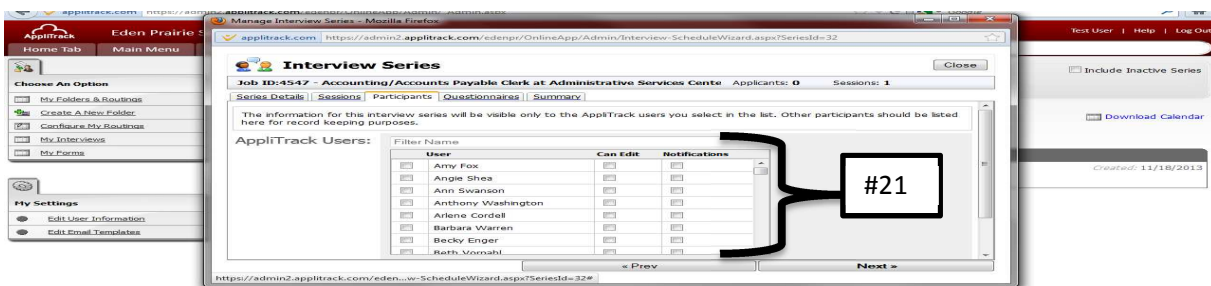 applitrack.com https://admin2.applitrack.com/edenpr/OnlineApp/Admin/_Admin.aspx
Google
AppliTrack
Eden Prairie S
Test User | Help | Log Out
Home Tab Main Menu
Choose An Option
My Folders & Routings
Create A New Folder
Configure My Routings
My Interviews
My Forms
My Settings
Edit User Information
Edit Email Templates
Manage Interview Series - Mozilla Firefox
applitrack.com https://admin2.applitrack.com/edenpr/OnlineApp/Admin/Interview-ScheduleWizard.aspx?SeriesId=32
Interview Series
Close
Job ID:4547 - Accounting/Accounts Payable Clerk at Administrative Services Cente Applicants: 0 Sessions: 1
Series Details Sessions Participants Questionnaires Summary
The information for this interview series will be visible only to the AppliTrack users you select in the list. Other participants should be listed
here for record keeping purposes.
AppliTrack Users:
Filter Name
User Can Edit Notifications
Amy Fox
Angie Shea
Ann Swanson
Anthony Washington
Arlene Cordell
Barbara Warren
Becky Enger
Beth Vornahl
« Prev Next »
https://admin2.applitrack.com/eden...w-ScheduleWizard.aspx?SeriesId=32#
#21
Include Inactive Series
Download Calendar
Created: 11/18/2013